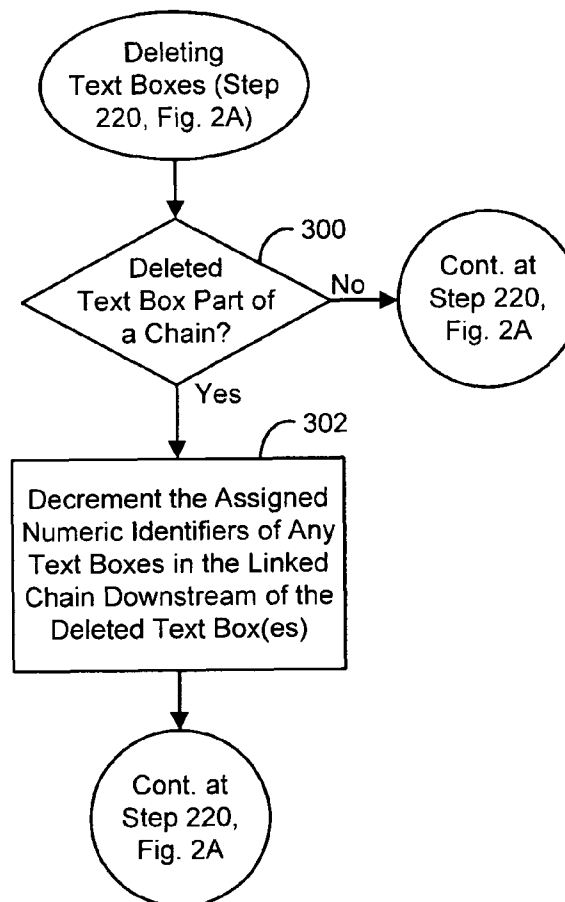 Deleting
Text Boxes (Step
220, Fig. 2A)
300
Deleted
Text Box Part of
a Chain?
No
Cont. at
Step 220,
Fig. 2A
Yes
302
Decrement the Assigned
Numeric Identifiers of Any
Text Boxes in the Linked
Chain Downstream of the
Deleted Text Box(es)
Cont. at
Step 220,
Fig. 2A